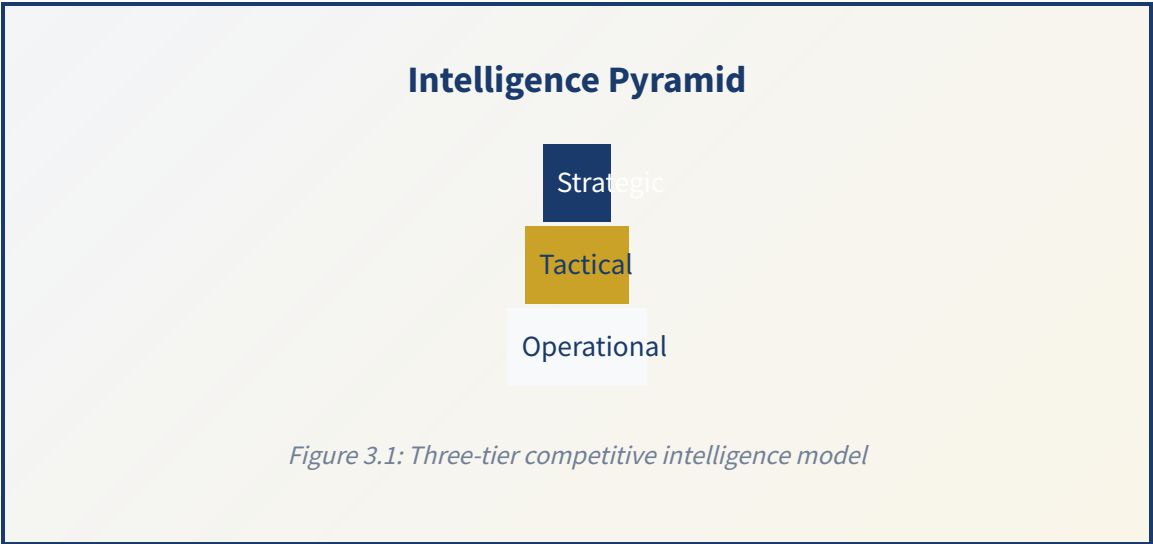 Intelligence Pyramid
Strategic
Tactical
Operational
Figure 3.1: Three-tier competitive intelligence model